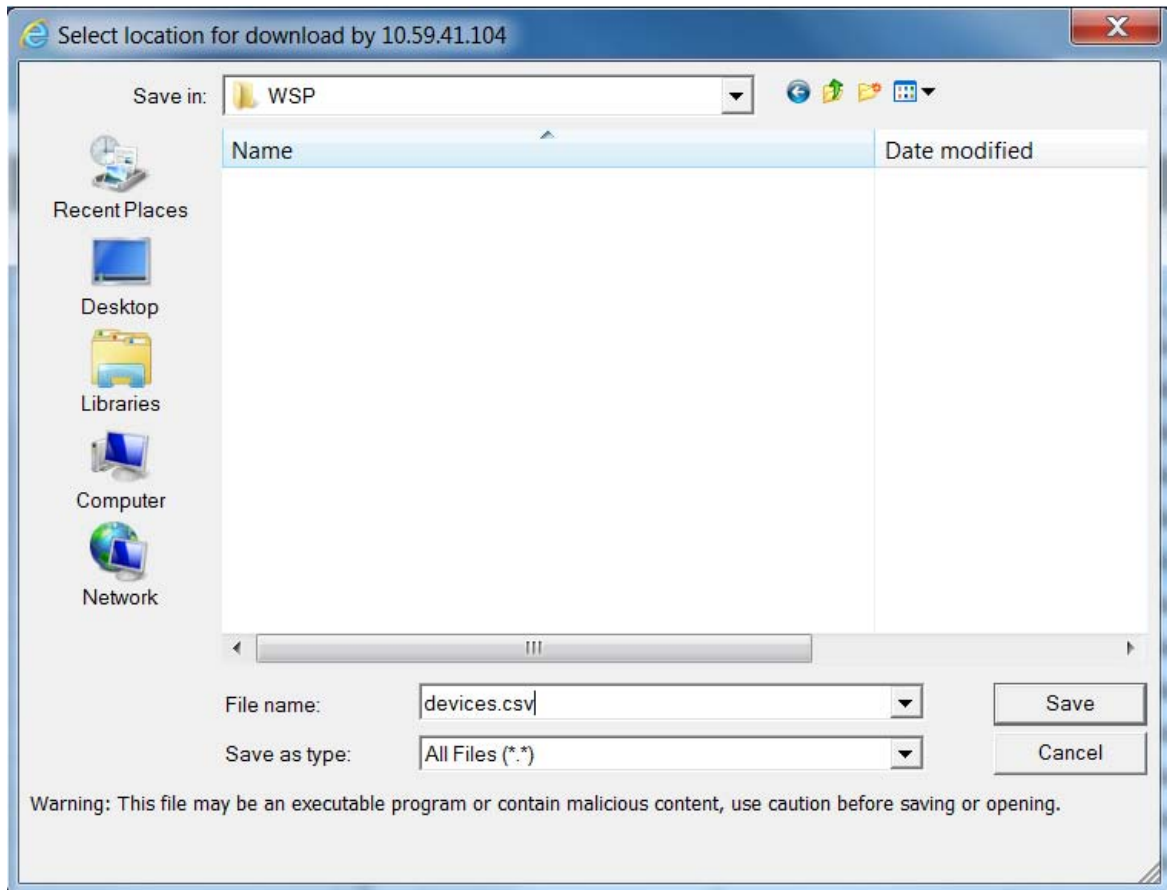 Select location for download by 10.59.41.104
X
Save in: WSP
Name Date modified
Recent Places
Desktop
Libraries
Computer
Network
File name: devices.csv Save
Save as type: All Files (*.*) Cancel
Warning: This file may be an executable program or contain malicious content, use caution before saving or opening.